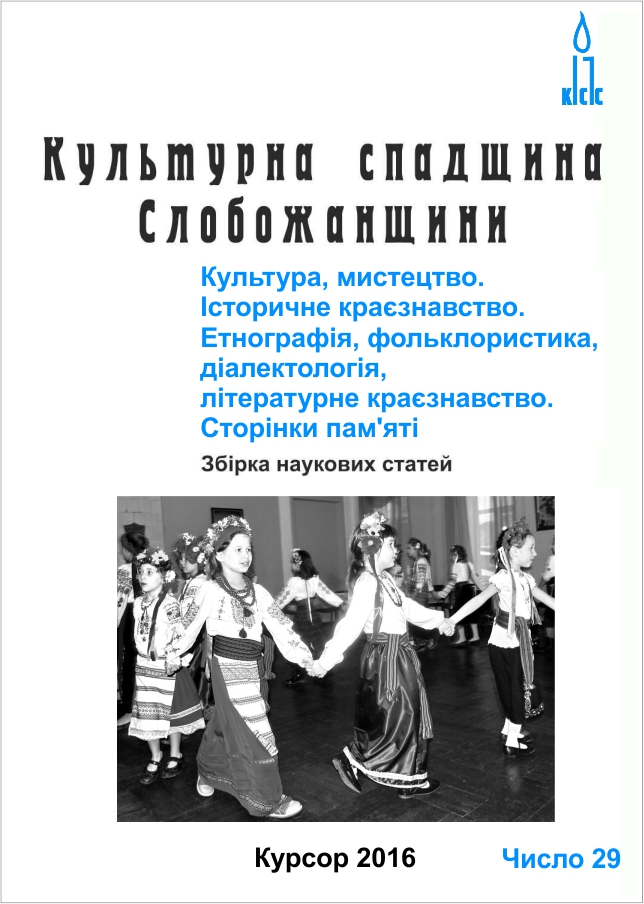 КСС
Культурна спадщина
Слобожанщини
Культура, мистецтво.
Історичне краєзнавство.
Етнографія, фольклористика,
діалектологія,
літературне краєзнавство.
Сторінки пам'яті
Збірка наукових статей
Курсор 2016
Число 29